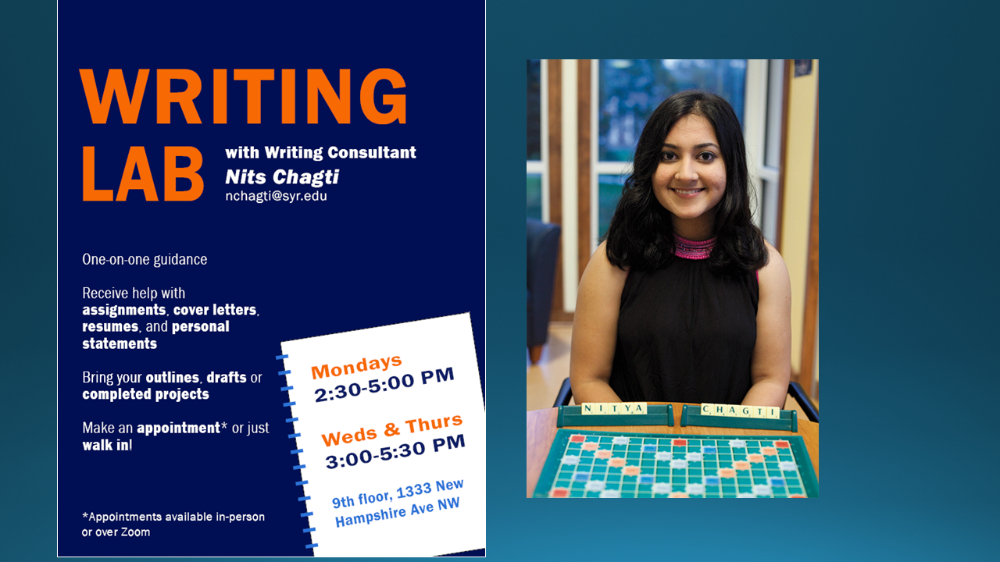 WRITING
LAB
with Writing Consultant
Nits Chagti
nchagti@syr.edu
One-on-one guidance
Receive help with
assignments, cover letters,
resumes, and personal
statements
Bring your outlines, drafts or
completed projects
Make an appointment* or just
walk in!
*Appointments available in-person
or over Zoom
Mondays
2:30-5:00 PM
Weds & Thurs
3:00-5:30 PM
9th floor, 1333 New
Hampshire Ave NW
NITYA CHAGTI